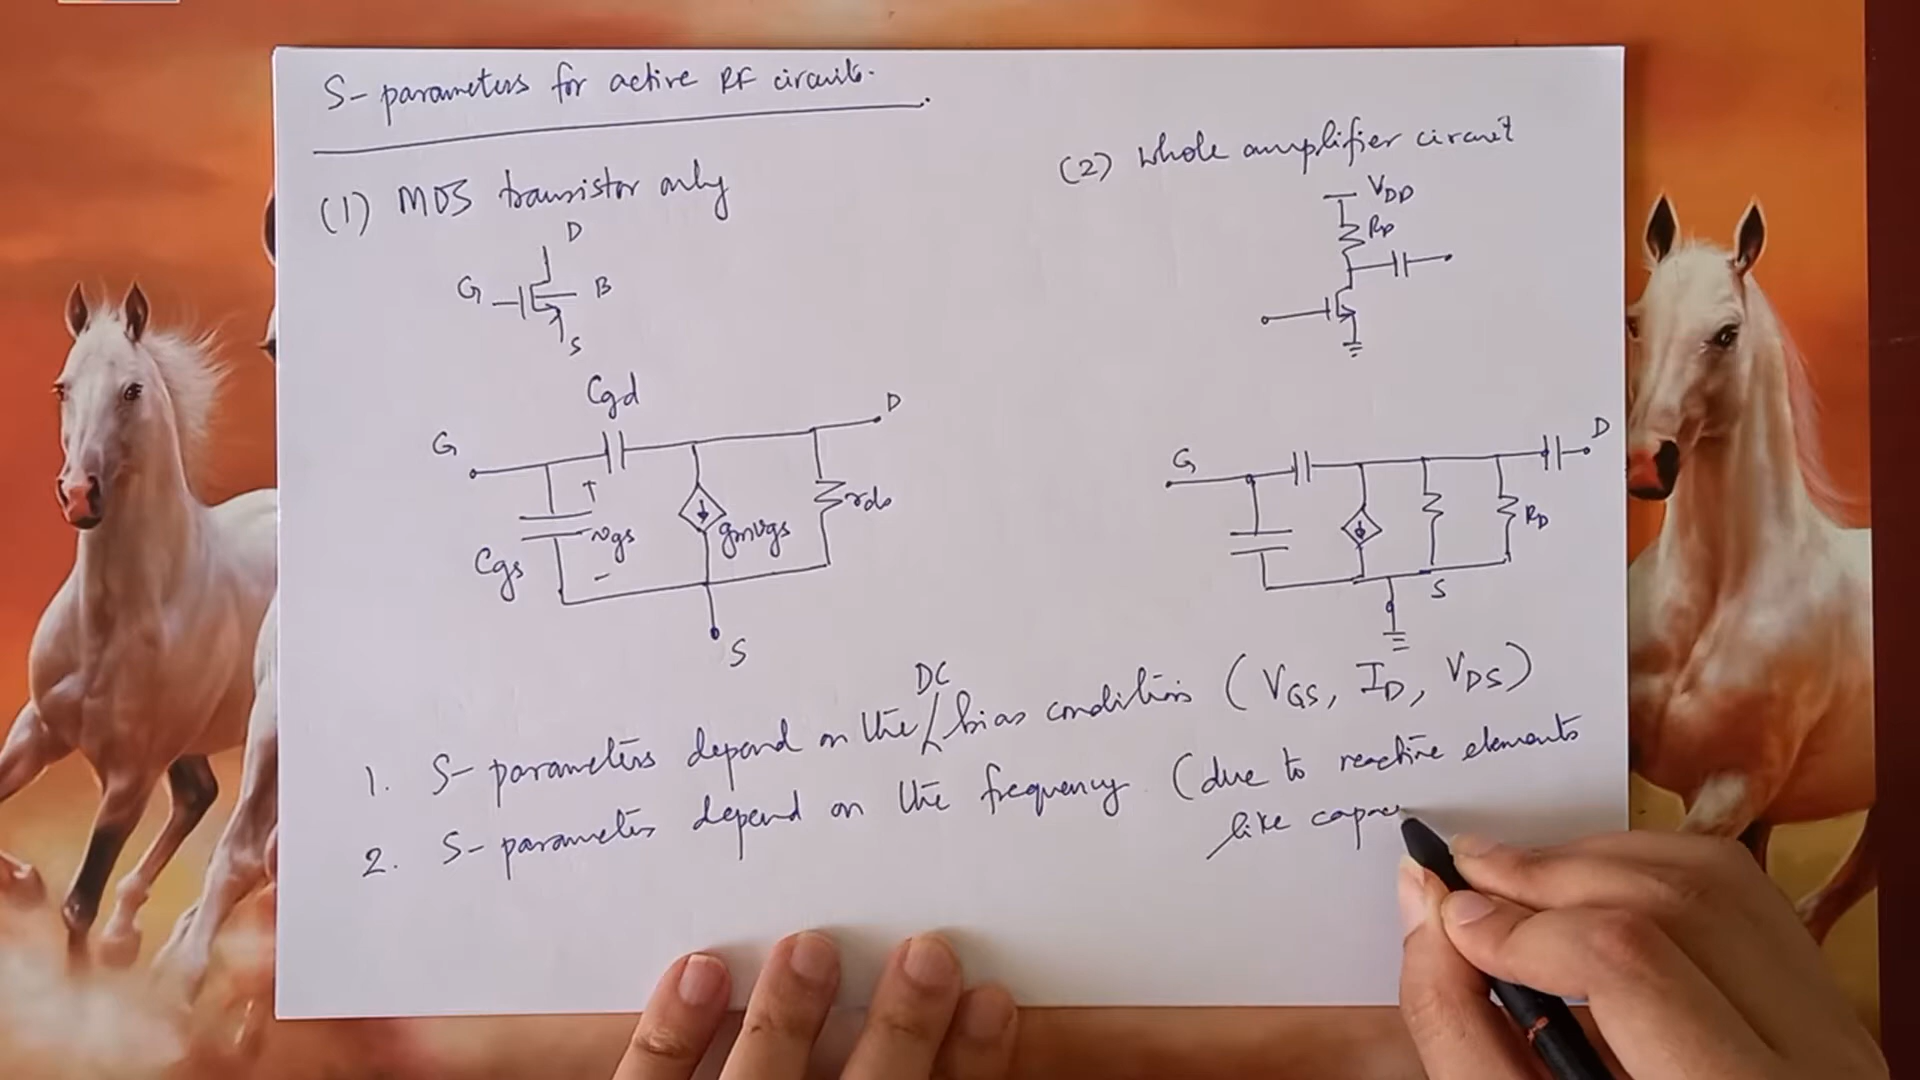 S-parameters for active RF circuits.
(1) MOS transistor only
D
G
B
S
Cgd
G
D
+
vgs
-
Cgs
gmvgs
rdo
S
(2) Whole amplifier circuit
VDD
RD
G
D
RD
S
DC
1. S-parameters depend on the bias conditions (VGS, ID, VDS)
2. S-parameters depend on the frequency (due to reactive elements
like capac